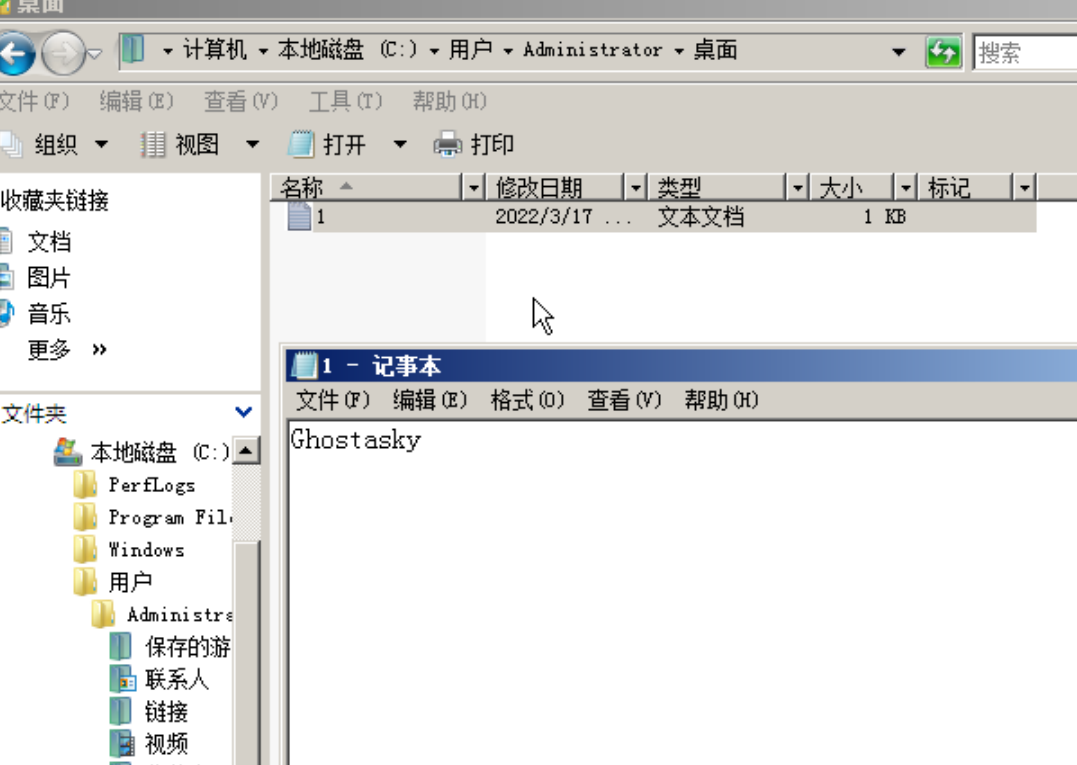 桌面
计算机 本地磁盘 (C:) 用户 Administrator 桌面
搜索
文件(F) 编辑(E) 查看(V) 工具(T) 帮助(H)
组织 视图 打开 打印
收藏夹链接
文档
图片
音乐
更多 »
文件夹
本地磁盘 (C:)
PerfLogs
Program Fil
Windows
用户
Administra
保存的游
联系人
链接
视频
名称 修改日期 类型 大小 标记
1 2022/3/17 ... 文本文档 1 KB
1 - 记事本
文件(F) 编辑(E) 格式(O) 查看(V) 帮助(H)
Ghostasky